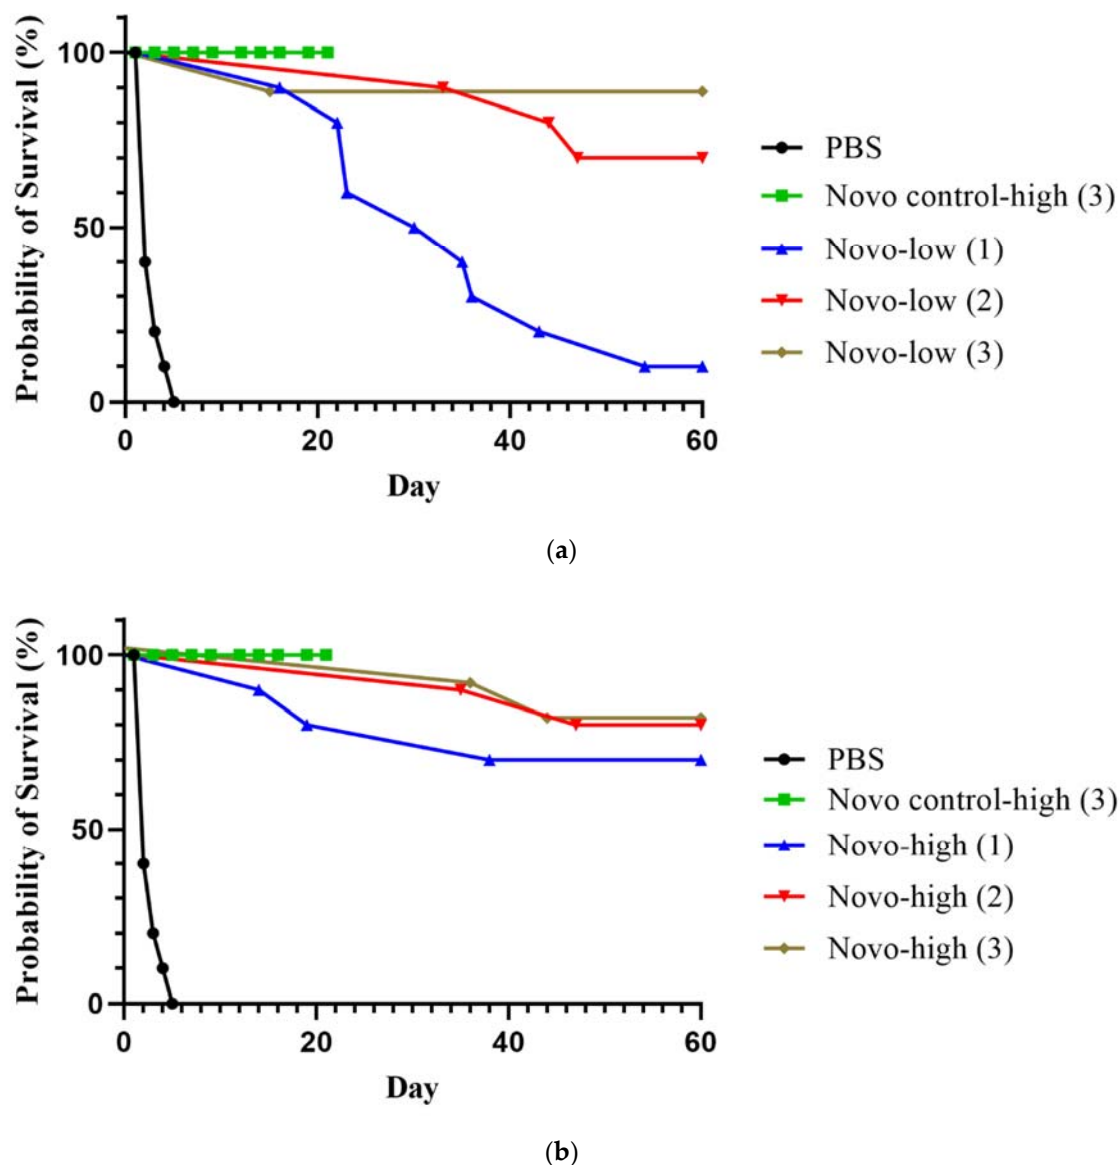 Probability of Survival (%)
100
50
0
0 20 40 60
Day
PBS
Novo control-high (3)
Novo-low (1)
Novo-low (2)
Novo-low (3)
(a)
Probability of Survival (%)
100
50
0
0 20 40 60
Day
PBS
Novo control-high (3)
Novo-high (1)
Novo-high (2)
Novo-high (3)
(b)